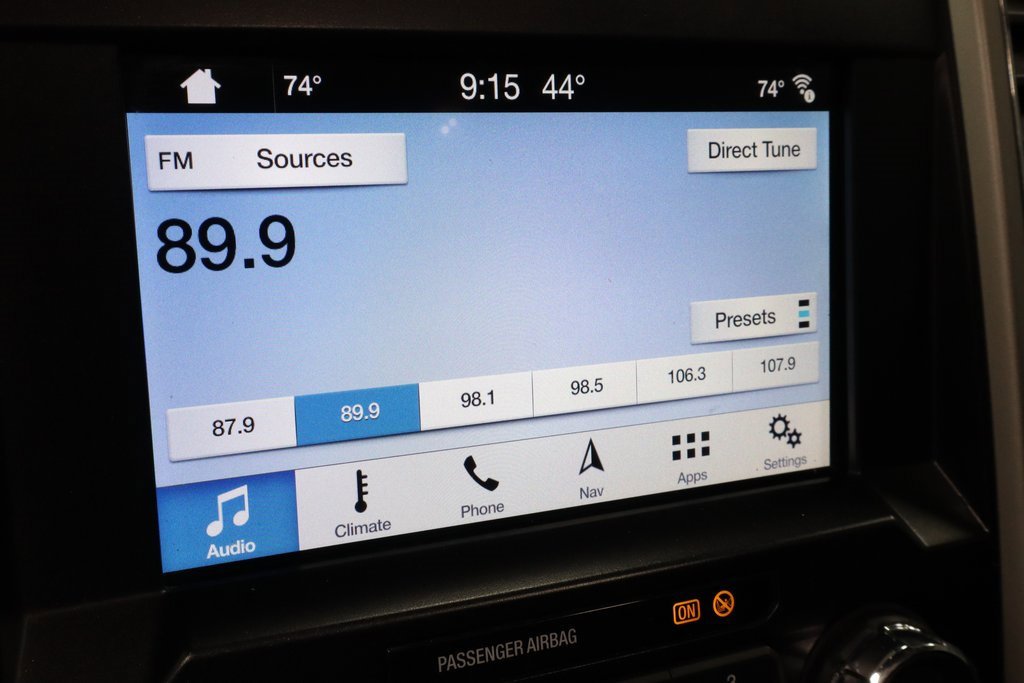 74° 9:15 44° 74°
FM Sources Direct Tune
89.9
Presets
87.9 89.9 98.1 98.5 106.3 107.9
Audio Climate Phone Nav Apps Settings
PASSENGER AIRBAG ON